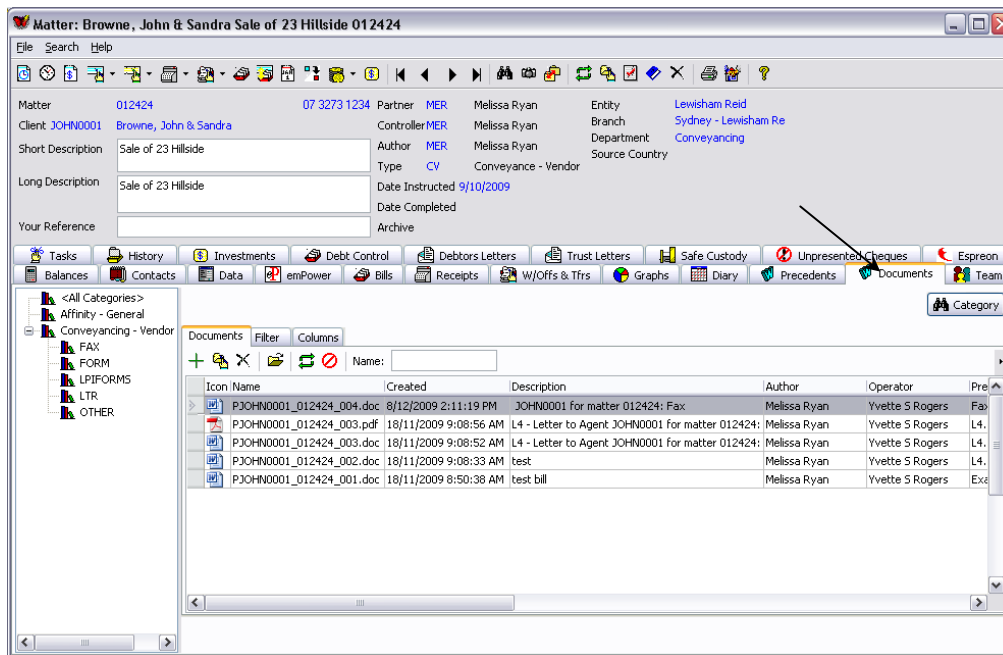 Matter: Browne, John & Sandra Sale of 23 Hillside 012424
File Search Help
Matter 012424 07 3273 1234 Partner MER Melissa Ryan Entity Lewisham Reid
Client JOHN0001 Browne, John & Sandra Controller MER Melissa Ryan Branch Sydney - Lewisham Re
Short Description Sale of 23 Hillside Author MER Melissa Ryan Department Conveyancing
Type CV Conveyance - Vendor Source Country
Long Description Sale of 23 Hillside Date Instructed 9/10/2009
Date Completed
Your Reference Archive
Tasks History Investments Debt Control Debtors Letters Trust Letters Safe Custody Unpresented Cheques Espreon
Balances Contacts Data emPower Bills Receipts W/Offs & Tfrs Graphs Diary Precedents Documents Team
<All Categories>
Affinity - General
Conveyancing - Vendor
FAX
FORM
LPIFORMS
LTR
OTHER
Category
Documents Filter Columns
Name:
Icon Name Created Description Author Operator Pre
PJOHN0001_012424_004.doc 8/12/2009 2:11:19 PM JOHN0001 for matter 012424: Fax Melissa Ryan Yvette S Rogers Fax
PJOHN0001_012424_003.pdf 18/11/2009 9:08:56 AM L4 - Letter to Agent JOHN0001 for matter 012424: Melissa Ryan Yvette S Rogers L4.
PJOHN0001_012424_003.doc 18/11/2009 9:08:52 AM L4 - Letter to Agent JOHN0001 for matter 012424: Melissa Ryan Yvette S Rogers L4.
PJOHN0001_012424_002.doc 18/11/2009 9:08:33 AM test Melissa Ryan Yvette S Rogers L4.
PJOHN0001_012424_001.doc 18/11/2009 8:50:38 AM test bill Melissa Ryan Yvette S Rogers Exa